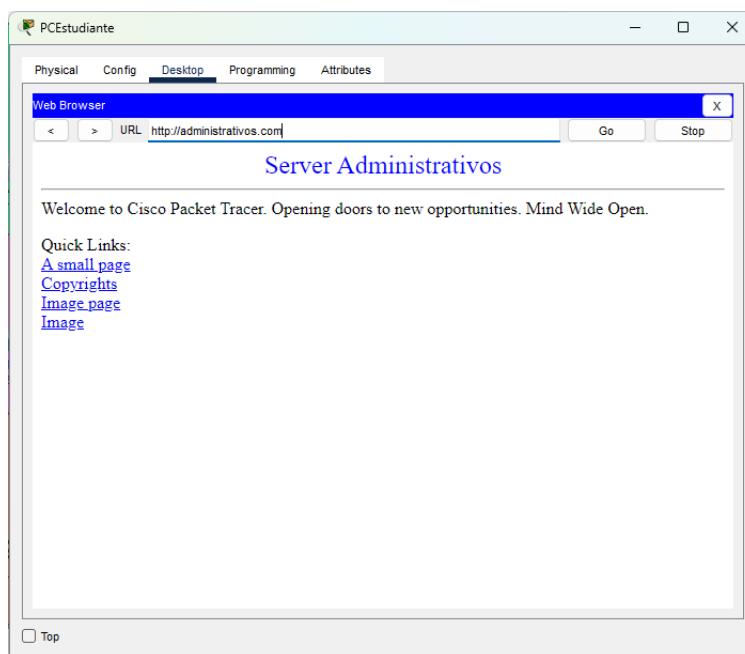 PCEstudiante
Physical Config Desktop Programming Attributes
Web Browser X
< > URL http://administrativos.com Go Stop
Server Administrativos
Welcome to Cisco Packet Tracer. Opening doors to new opportunities. Mind Wide Open.
Quick Links:
A small page
Copyrights
Image page
Image
Top